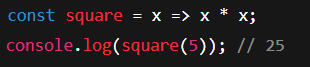 const square = x => x * x;
console.log(square(5)); // 25